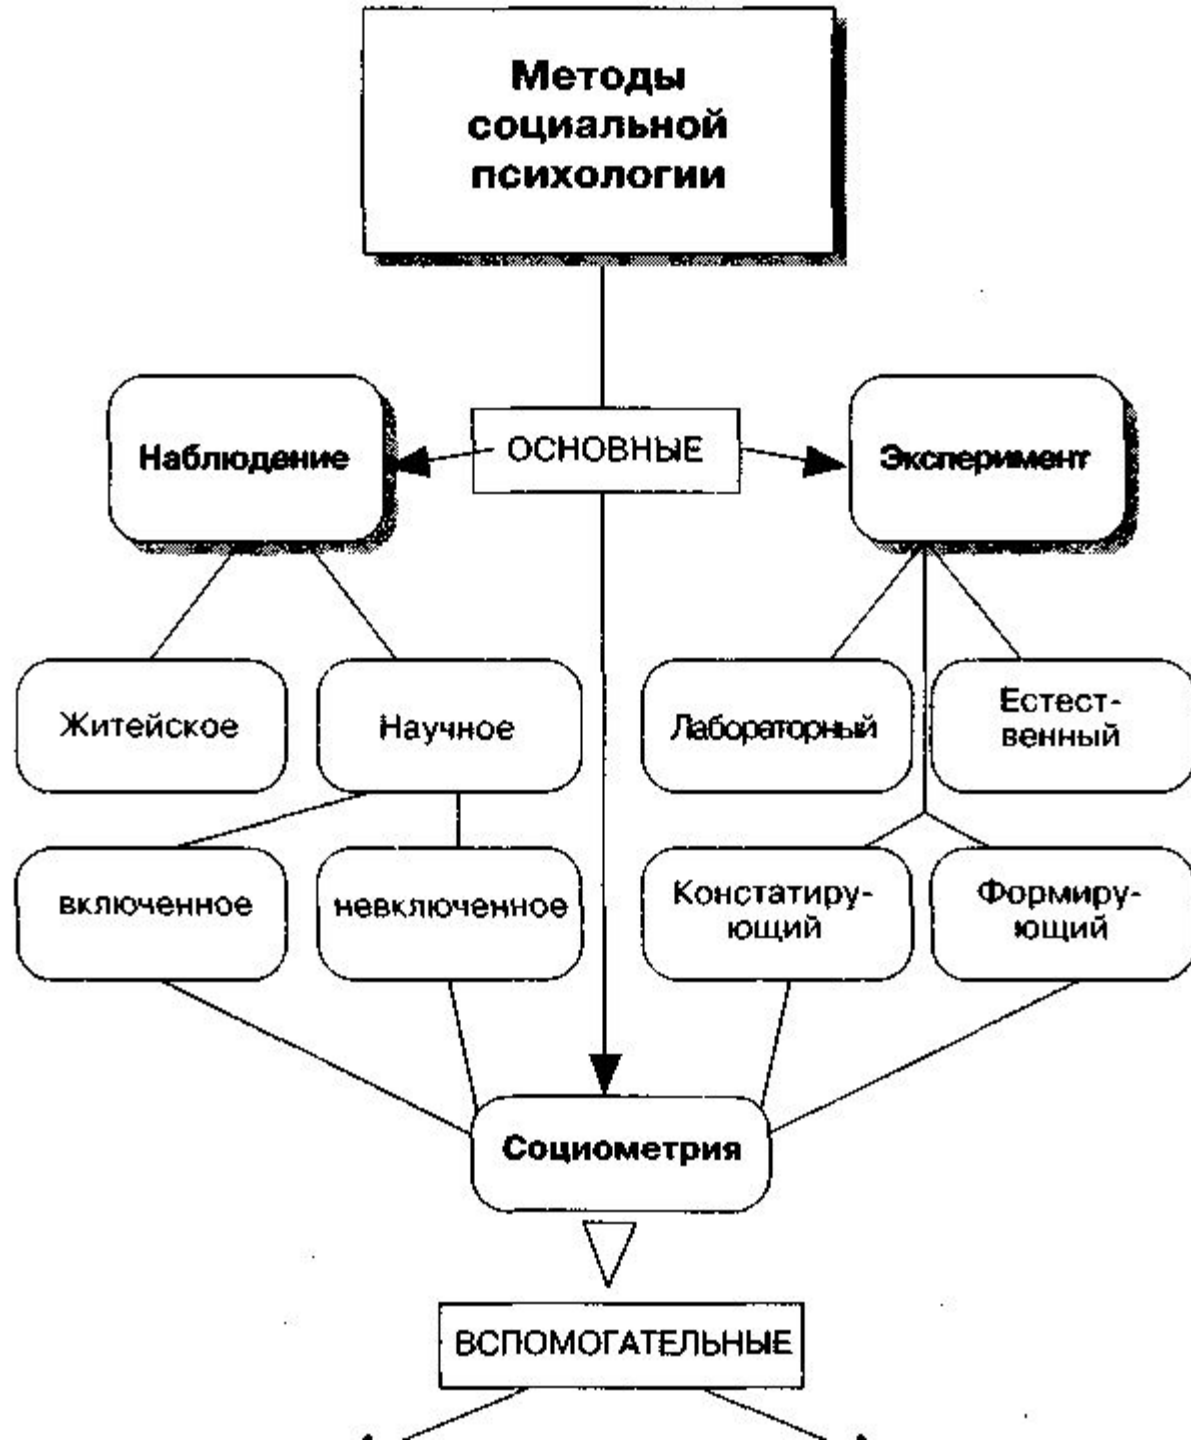 Методы
социальной
психологии
Наблюдение
ОСНОВНЫЕ
Эксперимент
Житейское
Научное
Лабораторный
Естест-
венный
включенное
невключенное
Констатиру-
ющий
Формиру-
ющий
Социометрия
ВСПОМОГАТЕЛЬНЫЕ